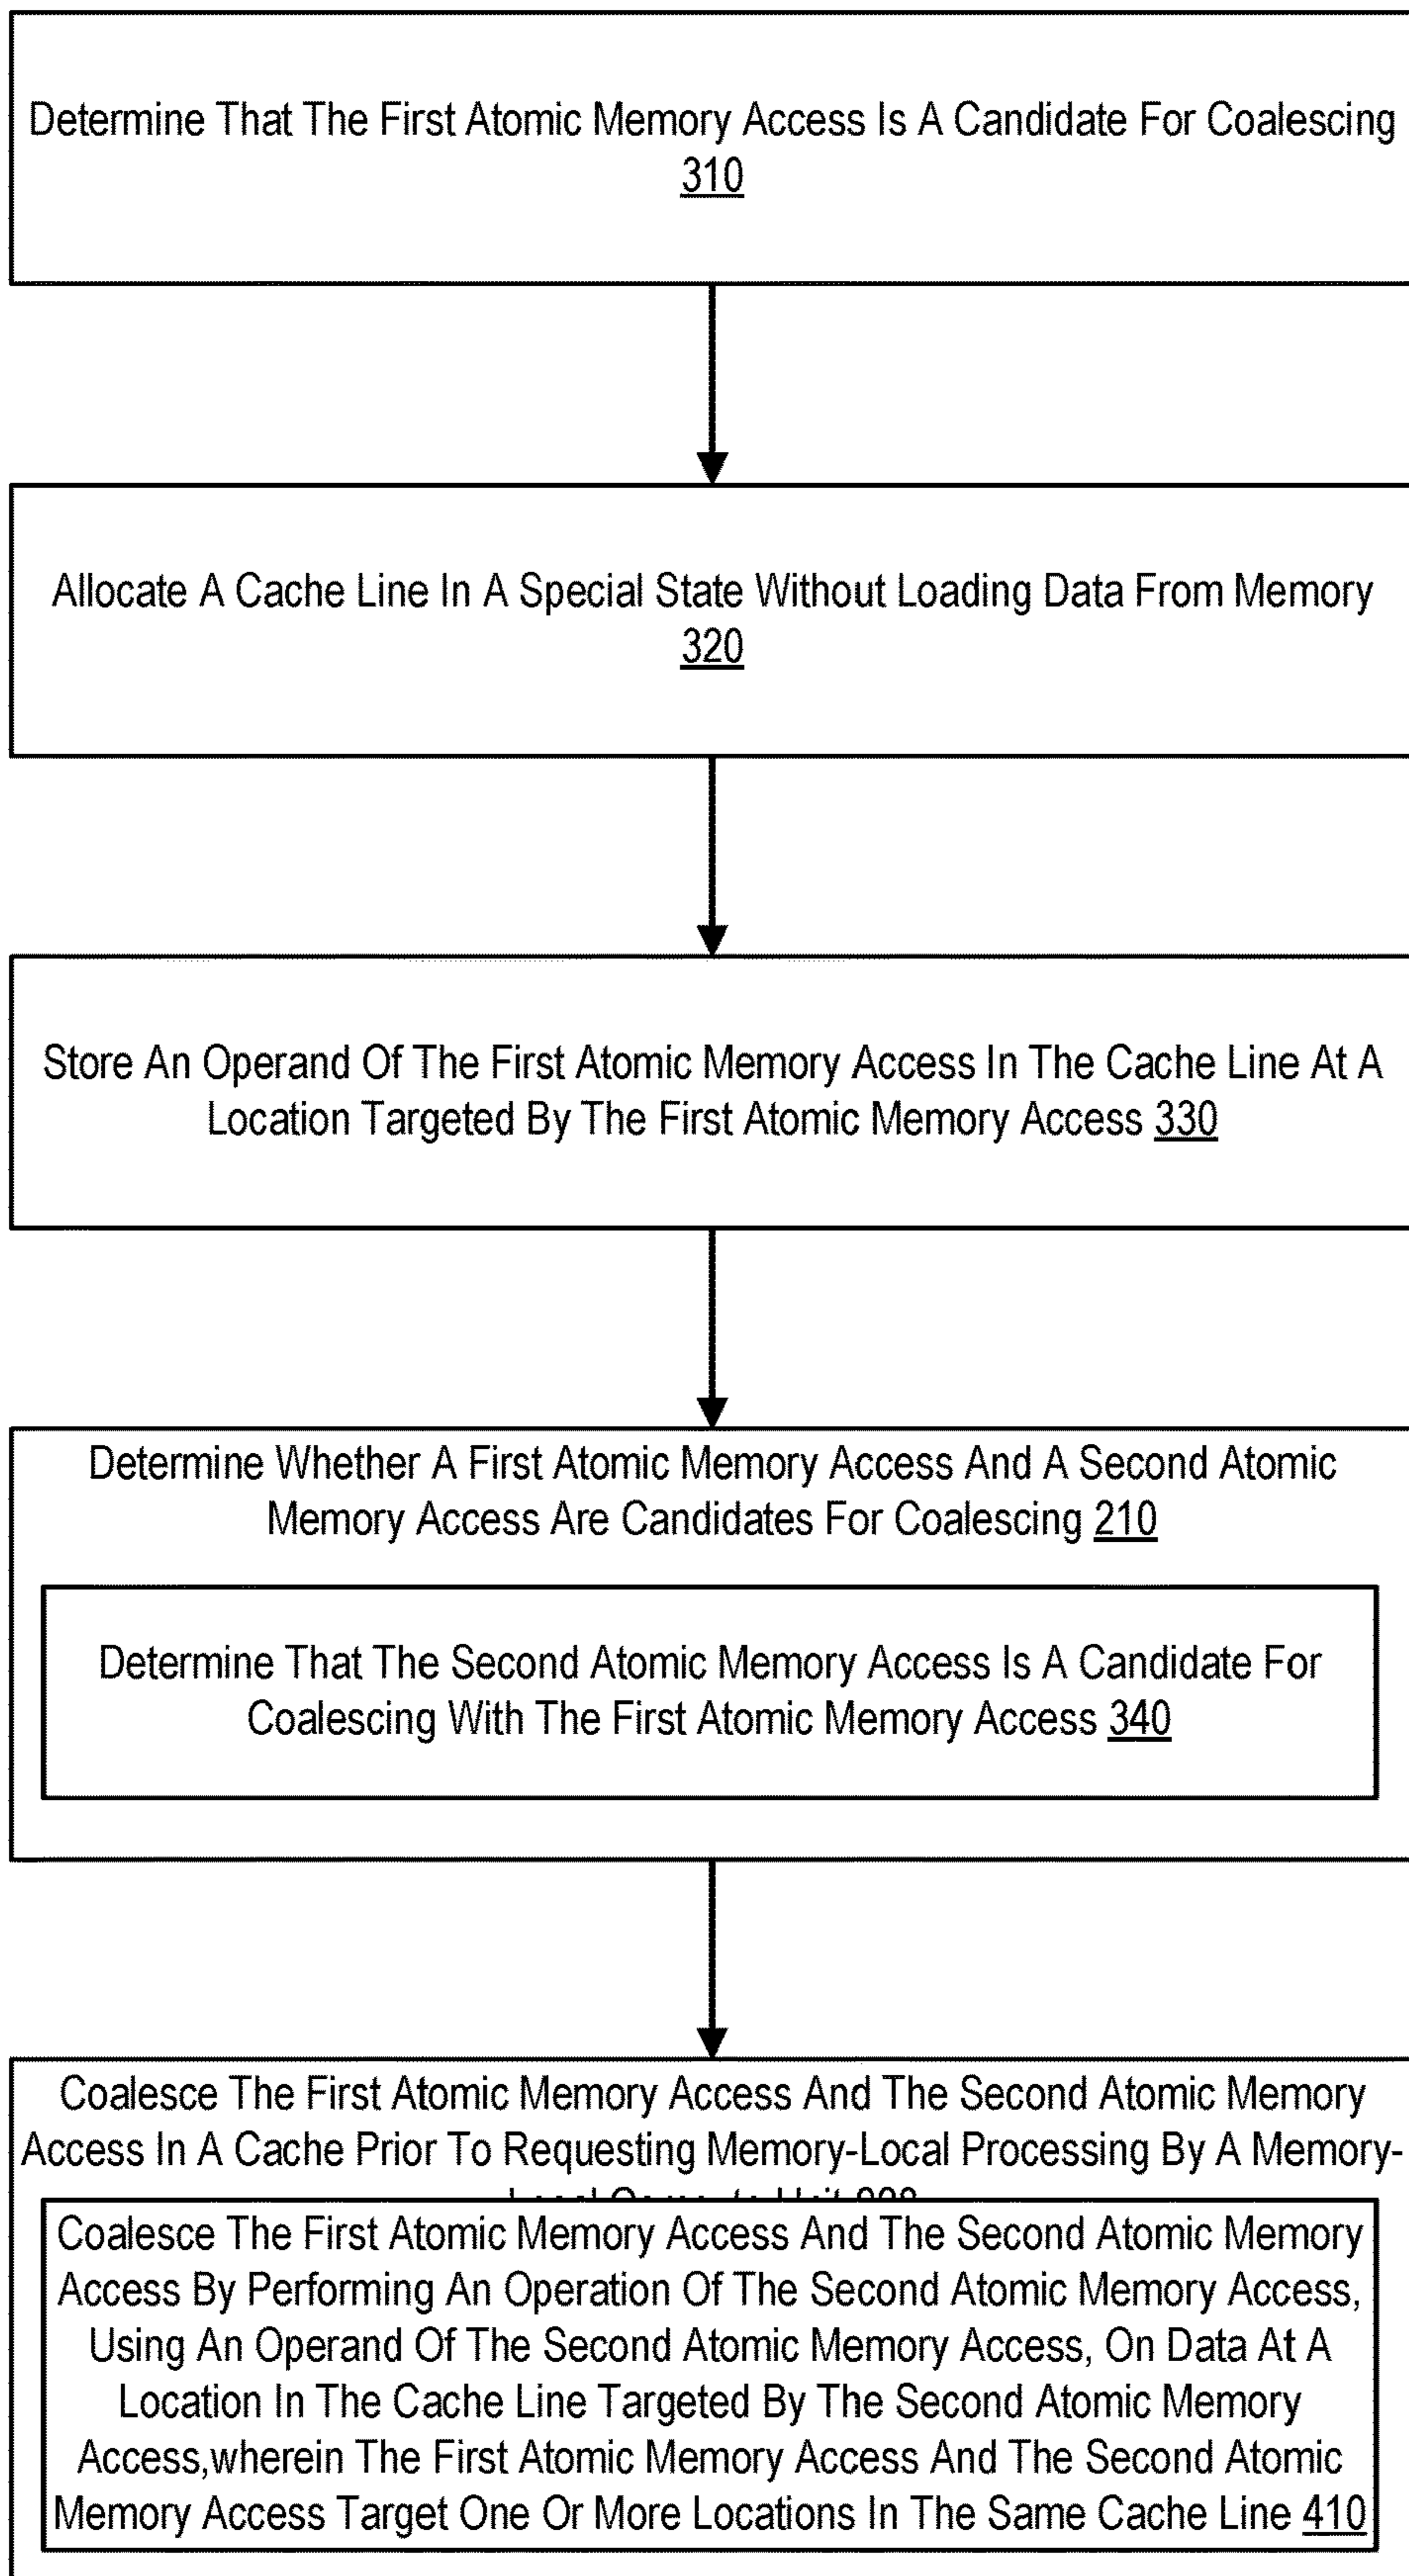 Determine That The First Atomic Memory Access Is A Candidate For Coalescing
310
Allocate A Cache Line In A Special State Without Loading Data From Memory
320
Store An Operand Of The First Atomic Memory Access In The Cache Line At A
Location Targeted By The First Atomic Memory Access 330
Determine Whether A First Atomic Memory Access And A Second Atomic
Memory Access Are Candidates For Coalescing 210
Determine That The Second Atomic Memory Access Is A Candidate For
Coalescing With The First Atomic Memory Access 340
Coalesce The First Atomic Memory Access And The Second Atomic Memory
Access In A Cache Prior To Requesting Memory-Local Processing By A Memory-
Coalesce The First Atomic Memory Access And The Second Atomic Memory
Access By Performing An Operation Of The Second Atomic Memory Access,
Using An Operand Of The Second Atomic Memory Access, On Data At A
Location In The Cache Line Targeted By The Second Atomic Memory
Access,wherein The First Atomic Memory Access And The Second Atomic
Memory Access Target One Or More Locations In The Same Cache Line 410